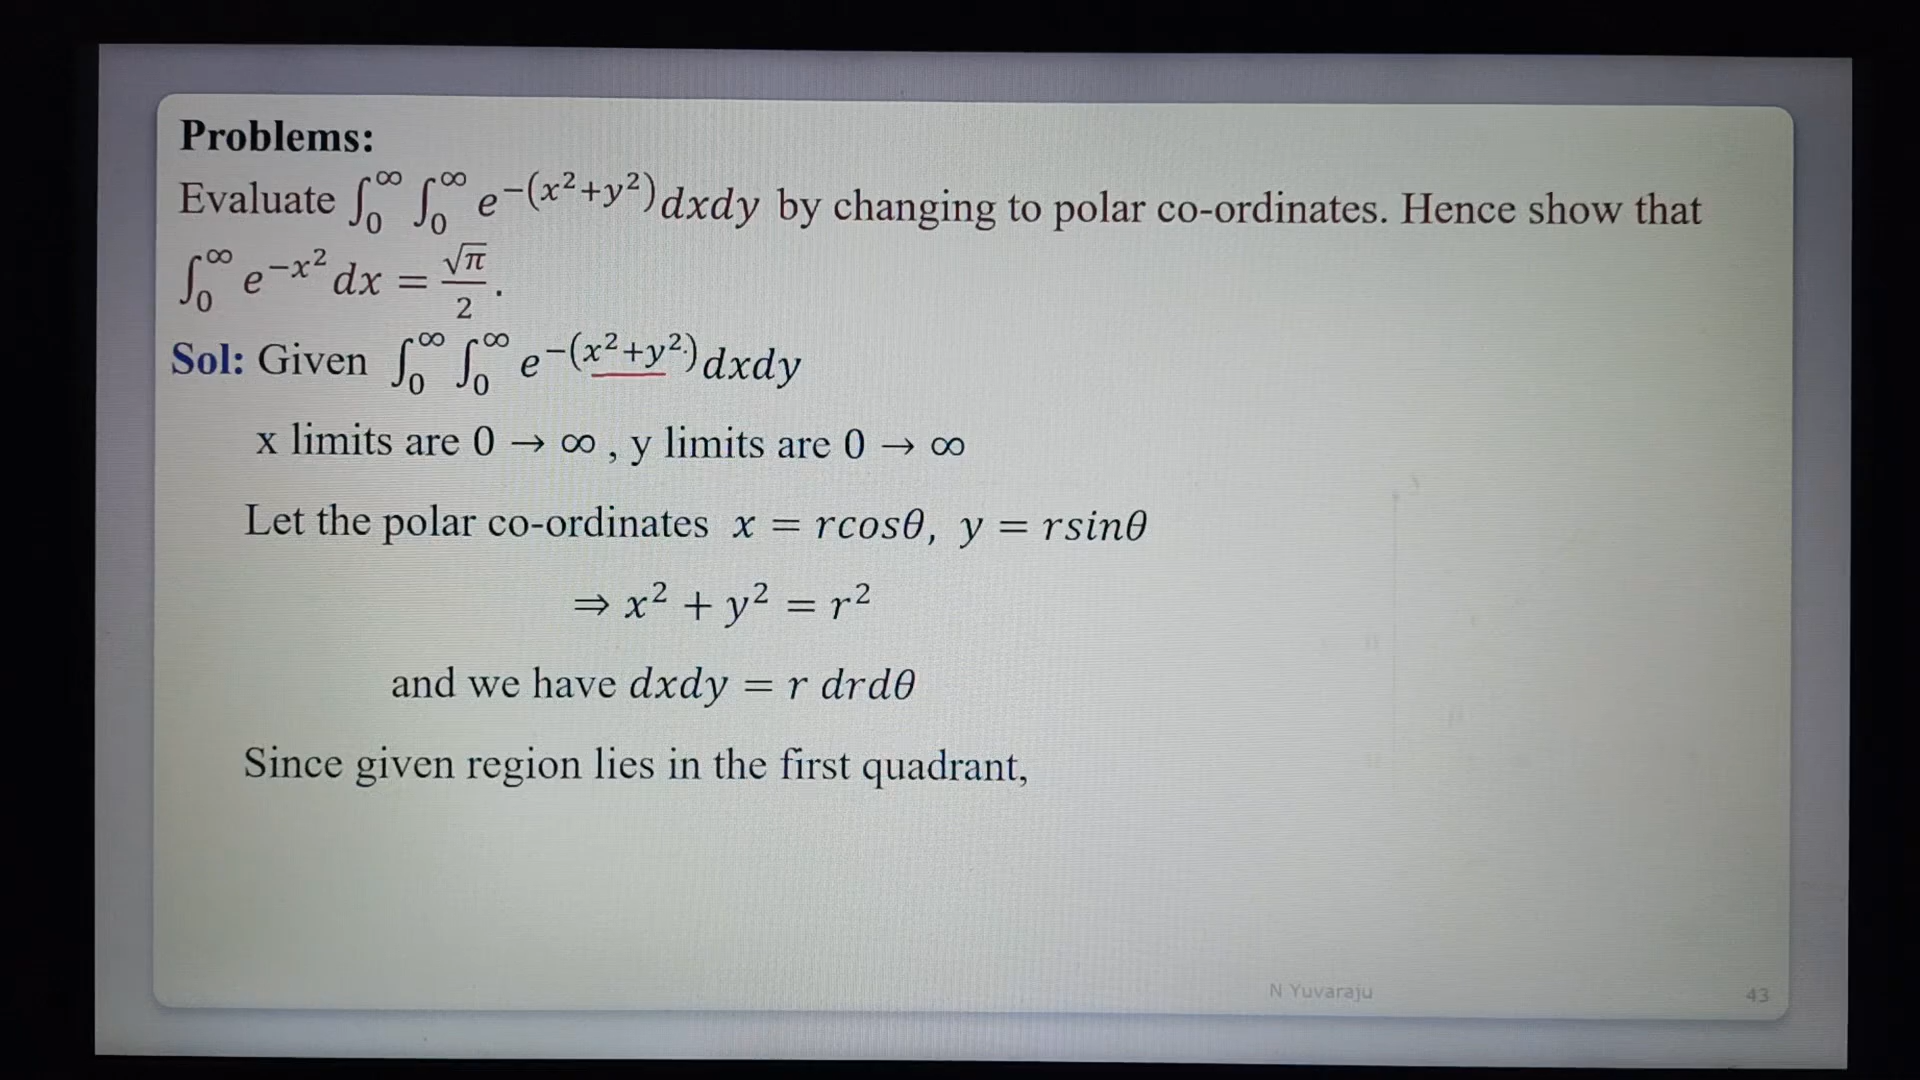 Problems:
Evaluate ∫₀^∞ ∫₀^∞ e^−(x²+y²) dxdy by changing to polar co-ordinates. Hence show that
∫₀^∞ e^−x² dx = √π/2.
Sol: Given ∫₀^∞ ∫₀^∞ e^−(x²+y²) dxdy
x limits are 0 → ∞ , y limits are 0 → ∞
Let the polar co-ordinates x = rcosθ, y = rsinθ
⇒ x² + y² = r²
and we have dxdy = r drdθ
Since given region lies in the first quadrant,
N Yuvaraju
43